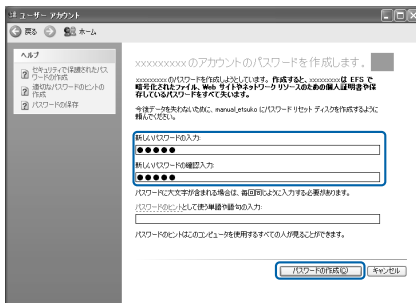 ユーザー アカウント
戻る
ホーム
ヘルプ
セキュリティで保護されたパス
ワードの作成
適切なパスワードのヒントの
作成
パスワードの保存
xxxxxxxxx のアカウントのパスワードを作成します。
xxxxxxxxx のパスワードを作成しようとしています。作成すると、xxxxxxxxxは EFS で
暗号化されたファイル、Web サイトやネットワーク リソースのための個人証明書や保
存しているパスワードをすべて失います。
今後データを失わないために、manual_etsuko にパスワード リセット ディスクを作成するように
頼んでください。
新しいパスワードの入力:
●●●●●
新しいパスワードの確認入力:
●●●●●
パスワードに大文字が含まれる場合は、毎回同じように入力する必要があります。
パスワードのヒントとして使う単語や語句の入力:
パスワードのヒントはこのコンピュータを使用するすべての人が見ることができます。
パスワードの作成(C)
キャンセル